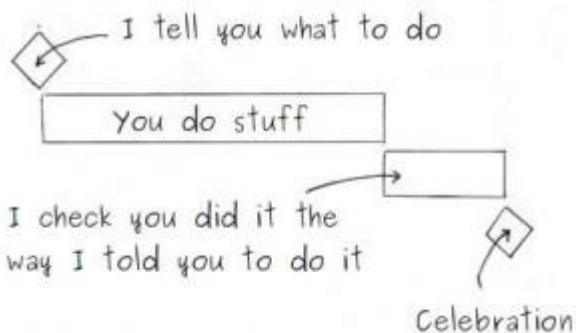 I tell you what to do
You do stuff
I check you did it the
way I told you to do it
Celebration